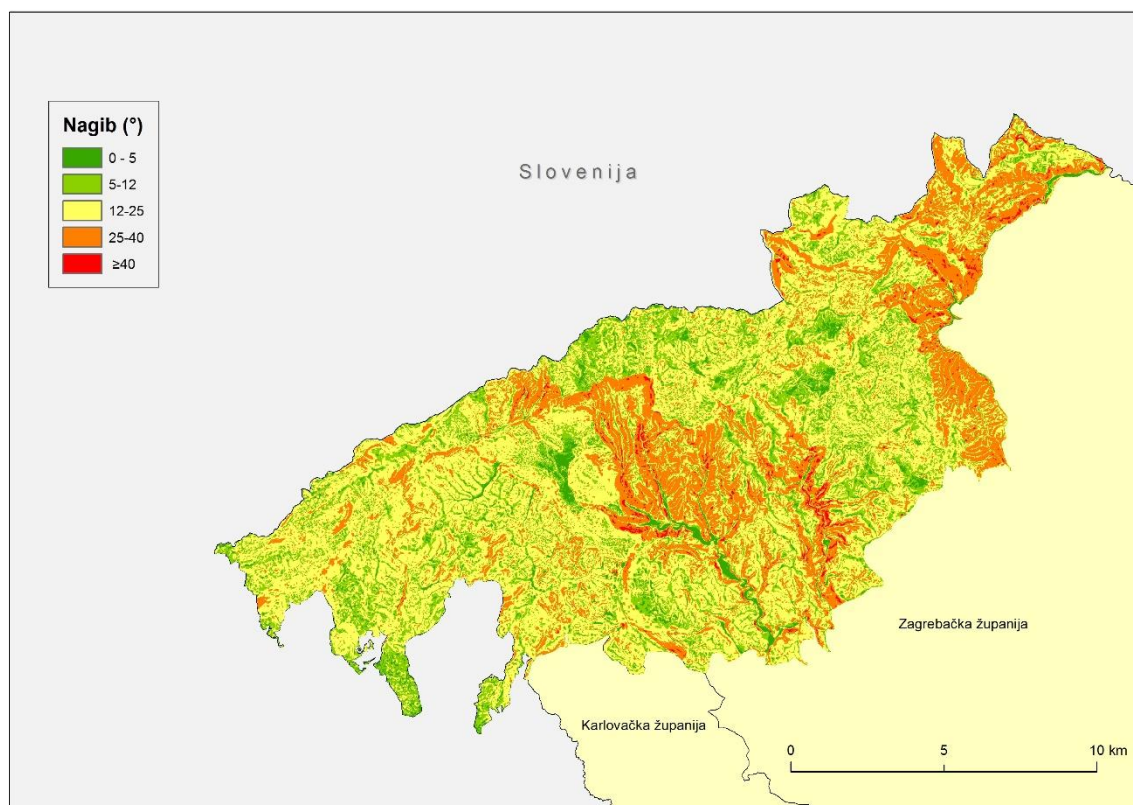 Nagib (°)
0 - 5
5-12
12-25
25-40
≥40
Slovenija
Zagrebačka županija
Karlovačka županija
0 5 10 km